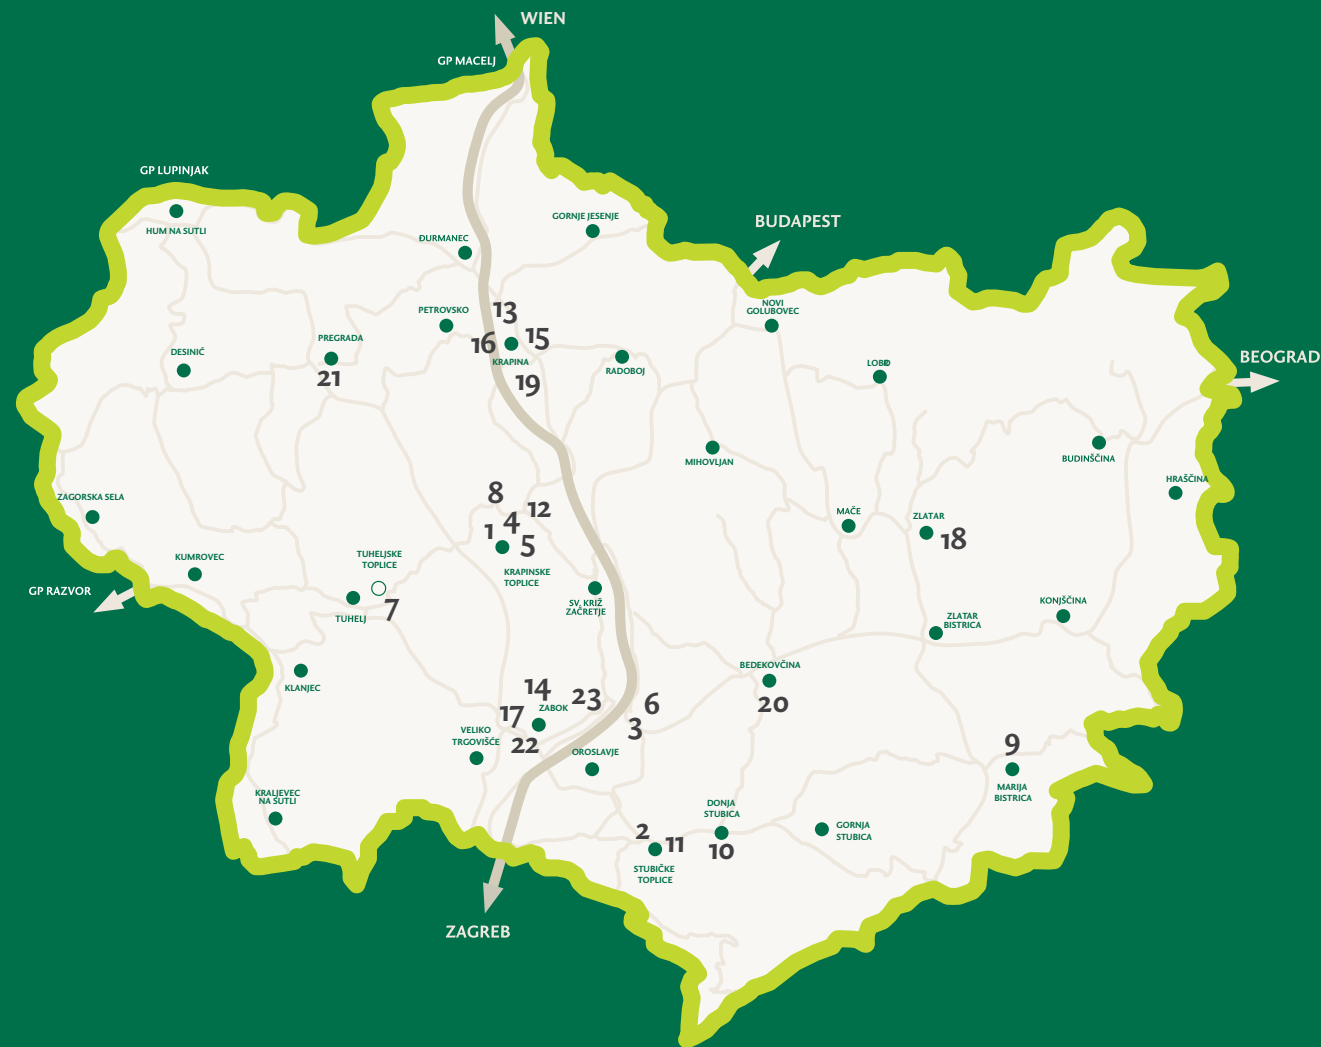 WIEN
GP MACELJ
GP LUPINJAK
HUM NA SUTLI
GORNJE JESENJE
BUDAPEST
ĐURMANEC
PETROVSKO
13
16
15
KRAPINA
19
NOVI
GOLUBOVEC
DESINIĆ
PREGRADA
21
RADOBOJ
BEOGRAD
MIHOVLJAN
BUDINŠČINA
HRAŠČINA
ZAGORSKA SELA
8
12
4
1
5
KRAPINSKE
TOPLICE
MAČE
ZLATAR
18
KUMROVEC
TUHELJSKE
TOPLICE
7
TUHELJ
GP RAZVOR
SV. KRIŽ
ZAČRETJE
KONJŠČINA
ZLATAR
BISTRICA
KLANJEC
BEDEKOVČINA
20
14
23
6
ZABOK
17
3
22
VELIKO
TRGOVIŠĆE
OROSLAVJE
9
MARIJA
BISTRICA
KRALJEVEC
NA SUTLI
DONJA
STUBICA
10
GORNJA
STUBICA
2
11
STUBIČKE
TOPLICE
ZAGREB